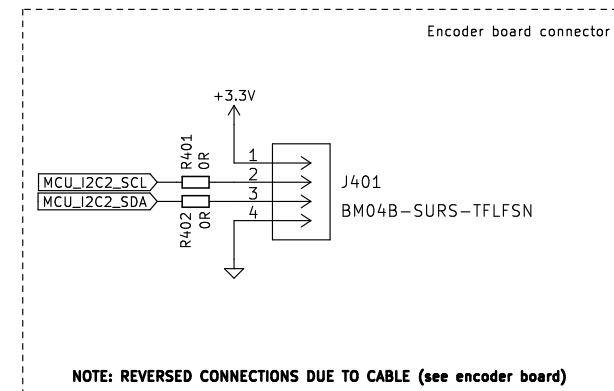 Encoder board connector
+3.3V
R401
0R
1
MCU_I2C2_SCL
2
J401
MCU_I2C2_SDA
3
BM04B-SURS-TFLFSN
4
R402
0R
NOTE: REVERSED CONNECTIONS DUE TO CABLE (see encoder board)